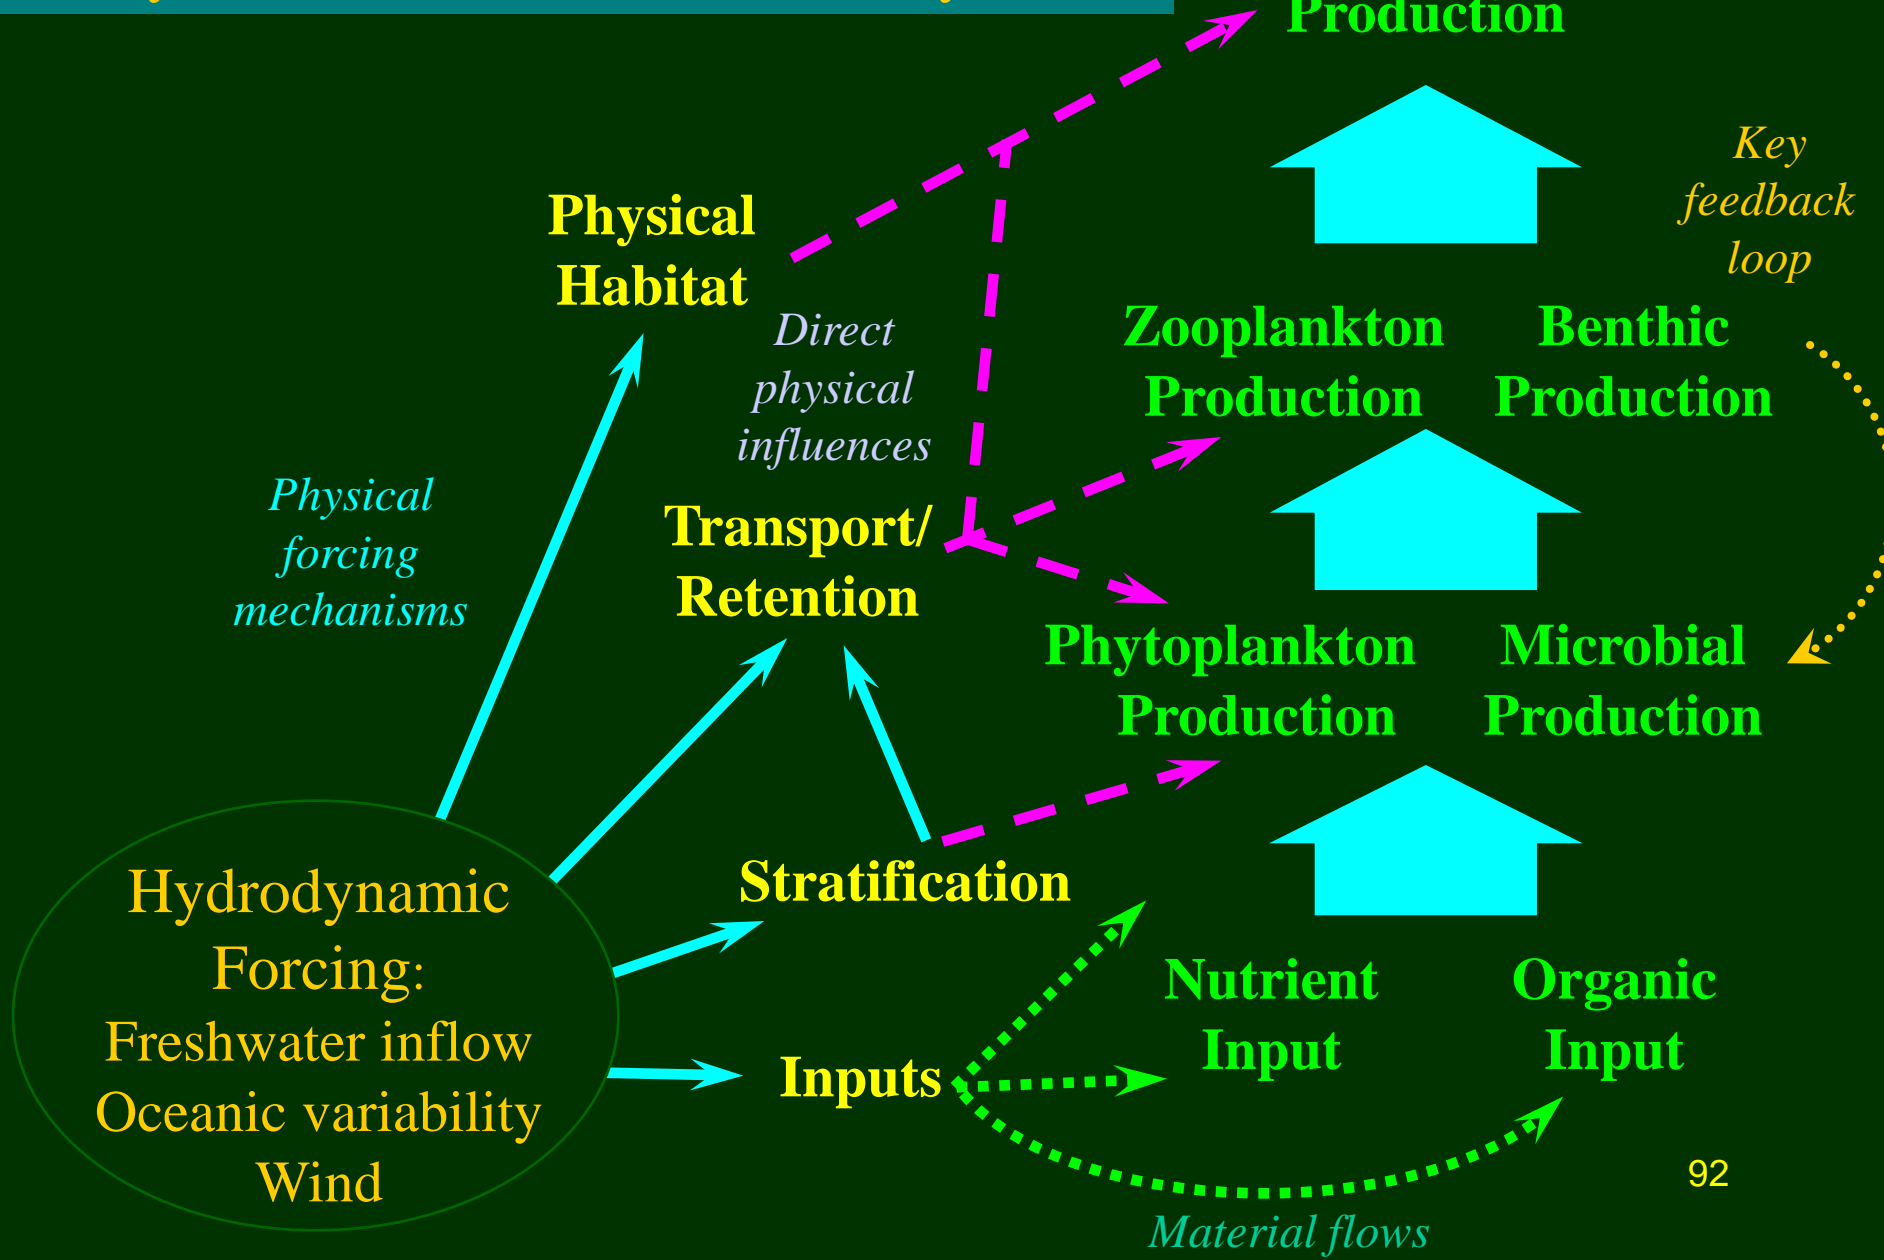 Production
Key
feedback
loop
Physical
Habitat
Direct
physical
influences
Zooplankton
Production
Benthic
Production
Physical
forcing
mechanisms
Transport/
Retention
Phytoplankton
Production
Microbial
Production
Stratification
Hydrodynamic
Forcing:
Freshwater inflow
Oceanic variability
Wind
Inputs
Nutrient
Input
Organic
Input
92
Material flows